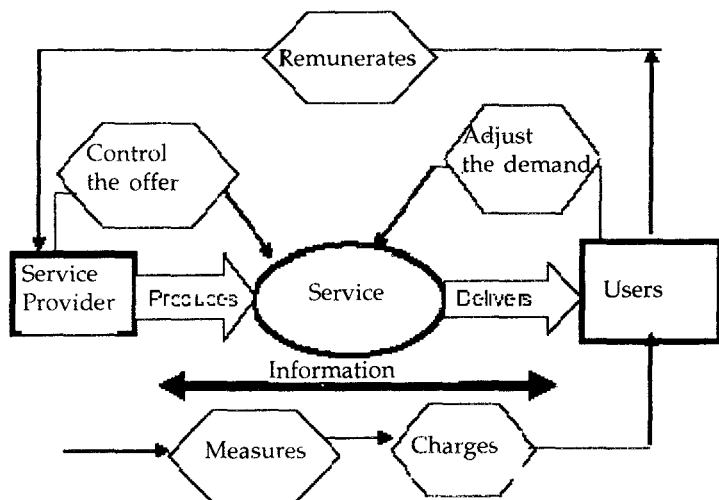 Remunerates
Control
the offer
Adjust
the demand
Service
Provider
Produces
Service
Delivers
Users
Information
Measures
Charges